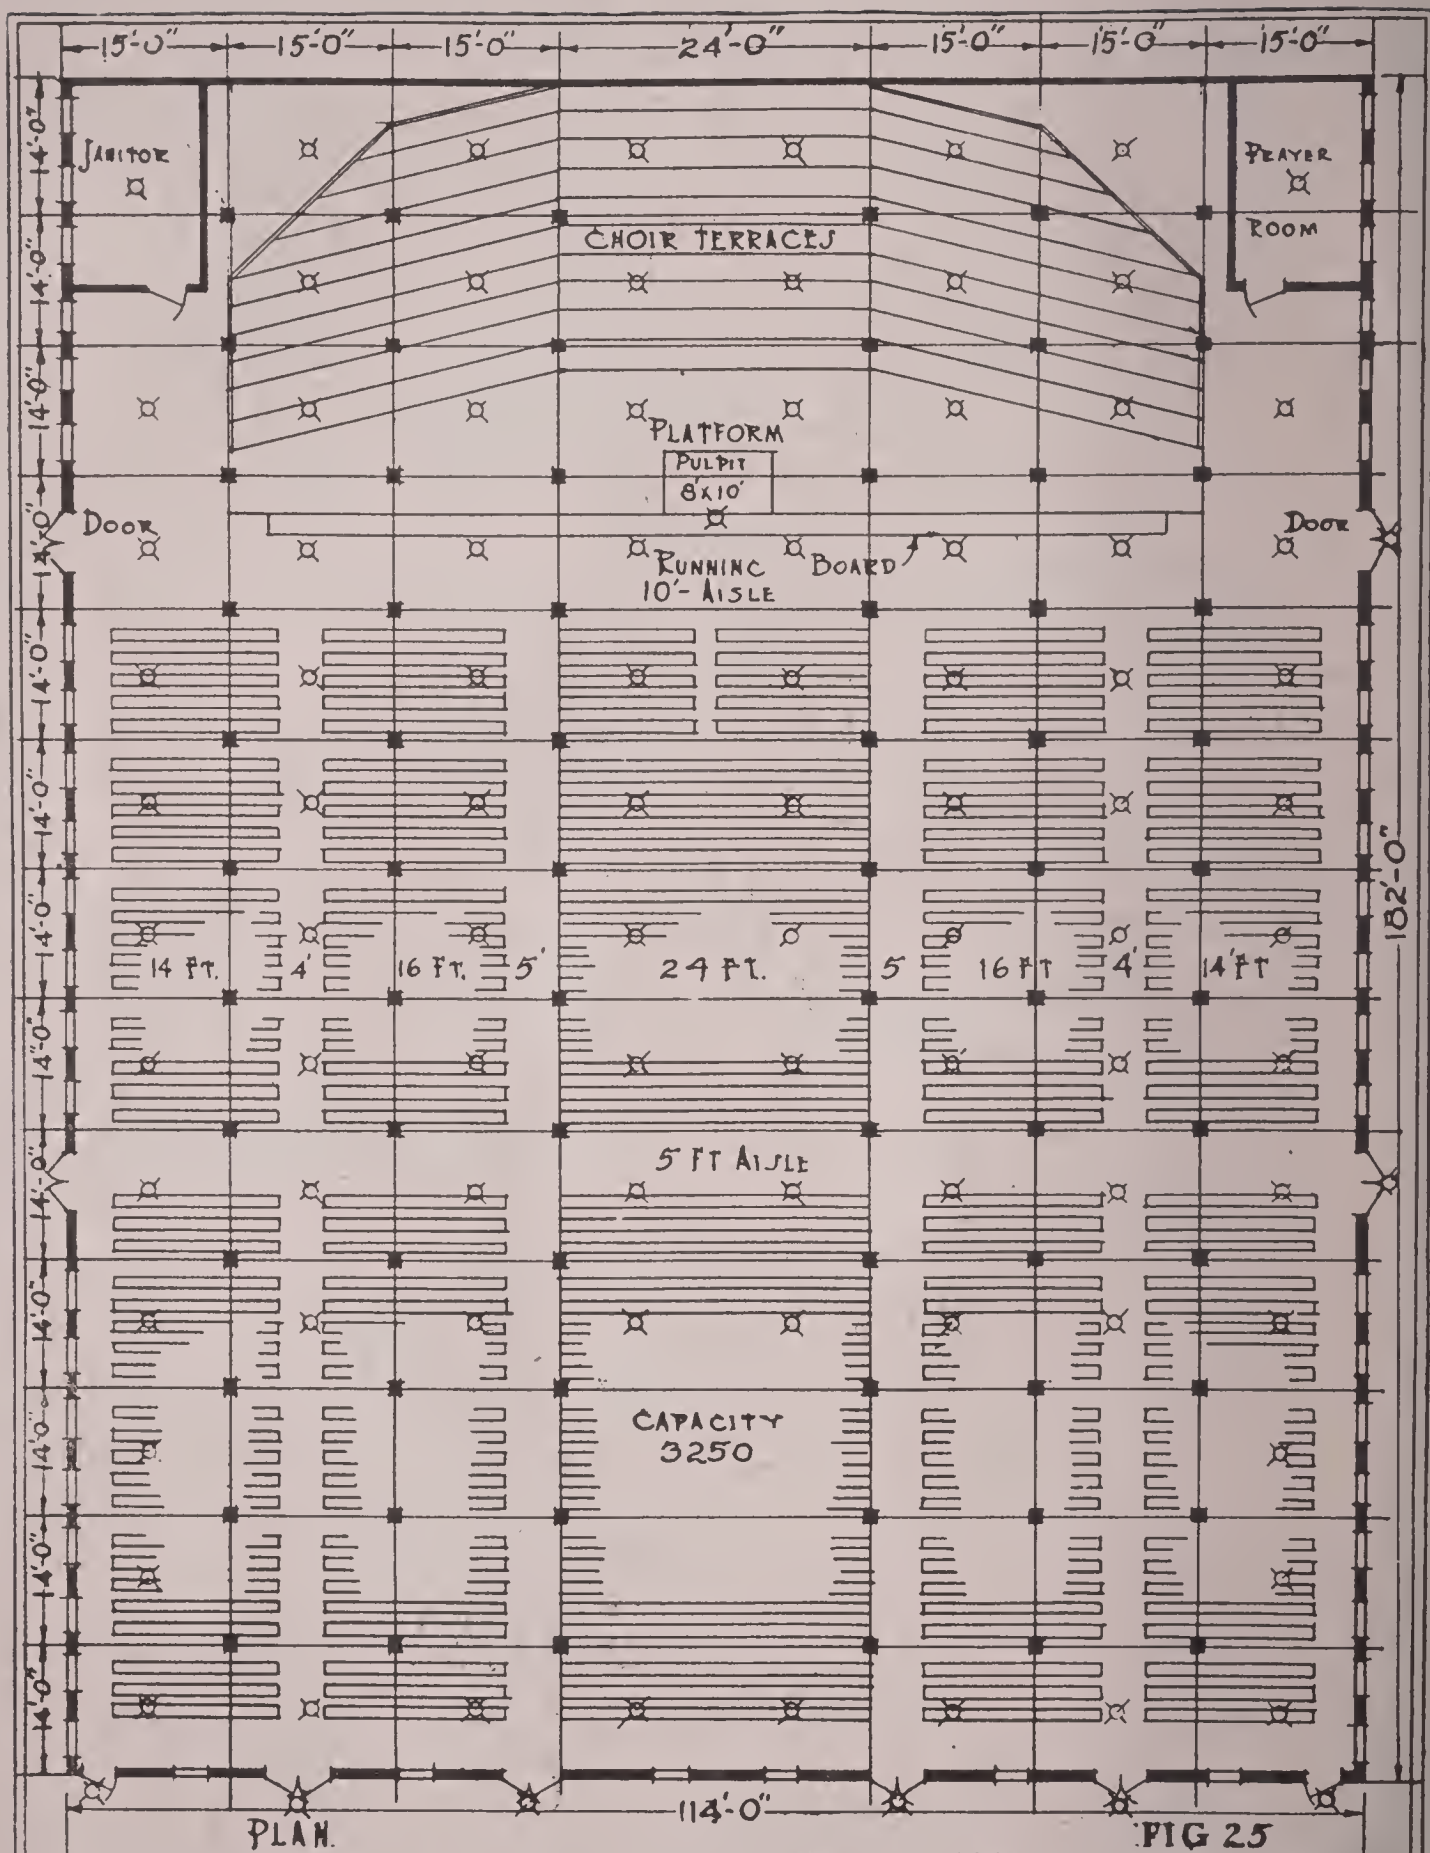 15'-0" 15'-0" 15'-0" 24'-0" 15'-0" 15'-0" 15'-0"
14'-0"
JANITOR
PRAYER
ROOM
14'-0"
CHOIR TERRACES
14'-0"
PLATFORM
PULPIT
8'X10'
14'-0"
DOOR
DOOR
RUNNING BOARD
10'- AISLE
14'-0"
14'-0"
182'-0"
14'-0"
14 FT. 4' 16 FT. 5' 24 FT. 5 16 FT 4' 14' FT
14'-0"
14'-0"
5 FT AISLE
14'-0"
14'-0"
CAPACITY
3250
14'-0"
14'-0"
114'-0"
PLAN.
FIG 25